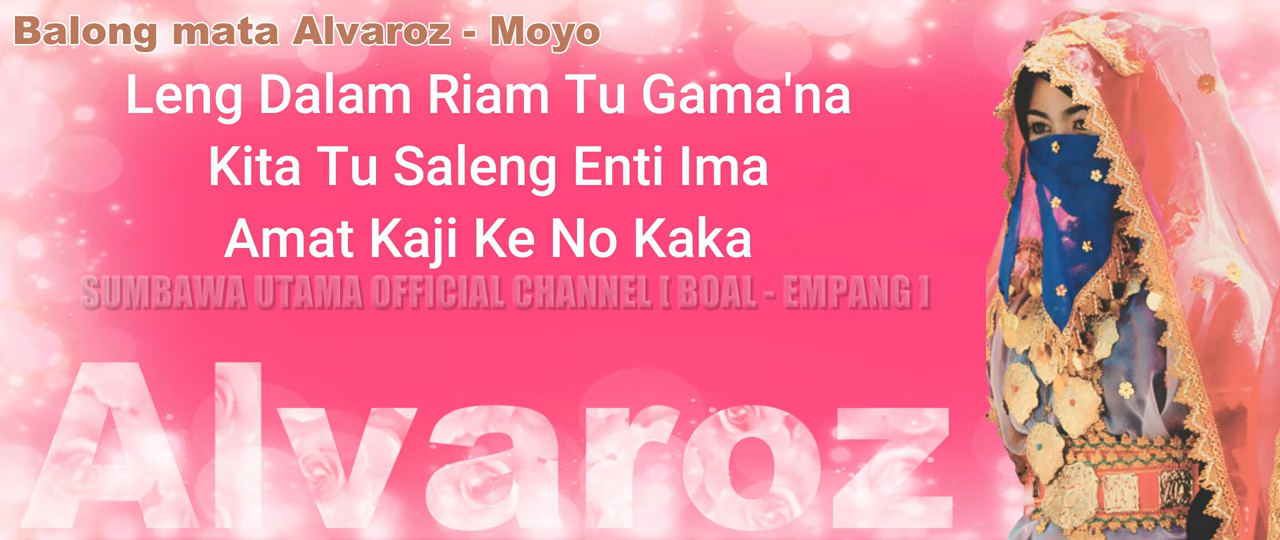 Balong mata Alvaroz - Moyo
Leng Dalam Riam Tu Gama'na
Kita Tu Saleng Enti Ima
Amat Kaji Ke No Kaka
SUMBAWA UTAMA OFFICIAL CHANNEL [ BOAL - EMPANG ]
Alvaroz